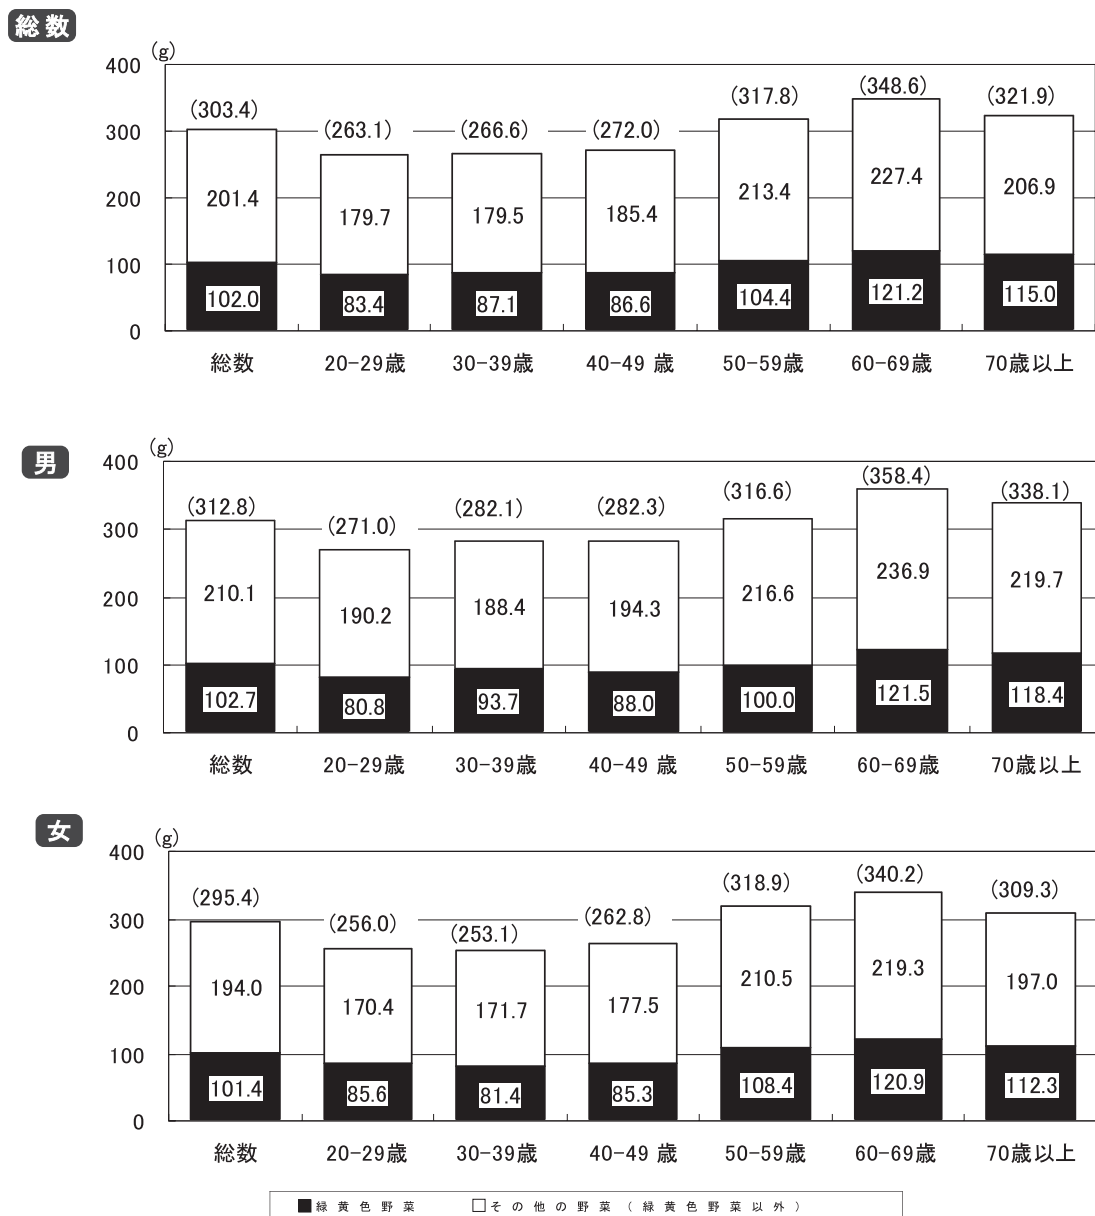 総数
(g)
400
(303.4) (263.1) (266.6) (272.0) (317.8) (348.6) (321.9)
300
201.4 179.7 179.5 185.4 213.4 227.4 206.9
200
100
102.0 83.4 87.1 86.6 104.4 121.2 115.0
0
総数 20-29歳 30-39歳 40-49 歳 50-59歳 60-69歳 70歳以上
男
(g)
400
(312.8) (271.0) (282.1) (282.3) (316.6) (358.4) (338.1)
300
210.1 190.2 188.4 194.3 216.6 236.9 219.7
200
100
102.7 80.8 93.7 88.0 100.0 121.5 118.4
0
総数 20-29歳 30-39歳 40-49 歳 50-59歳 60-69歳 70歳以上
女
(g)
400
(295.4) (256.0) (253.1) (262.8) (318.9) (340.2) (309.3)
300
194.0 170.4 171.7 177.5 210.5 219.3 197.0
200
100
101.4 85.6 81.4 85.3 108.4 120.9 112.3
0
総数 20-29歳 30-39歳 40-49 歳 50-59歳 60-69歳 70歳以上
緑黄色野菜 その他の野菜(緑黄色野菜以外)